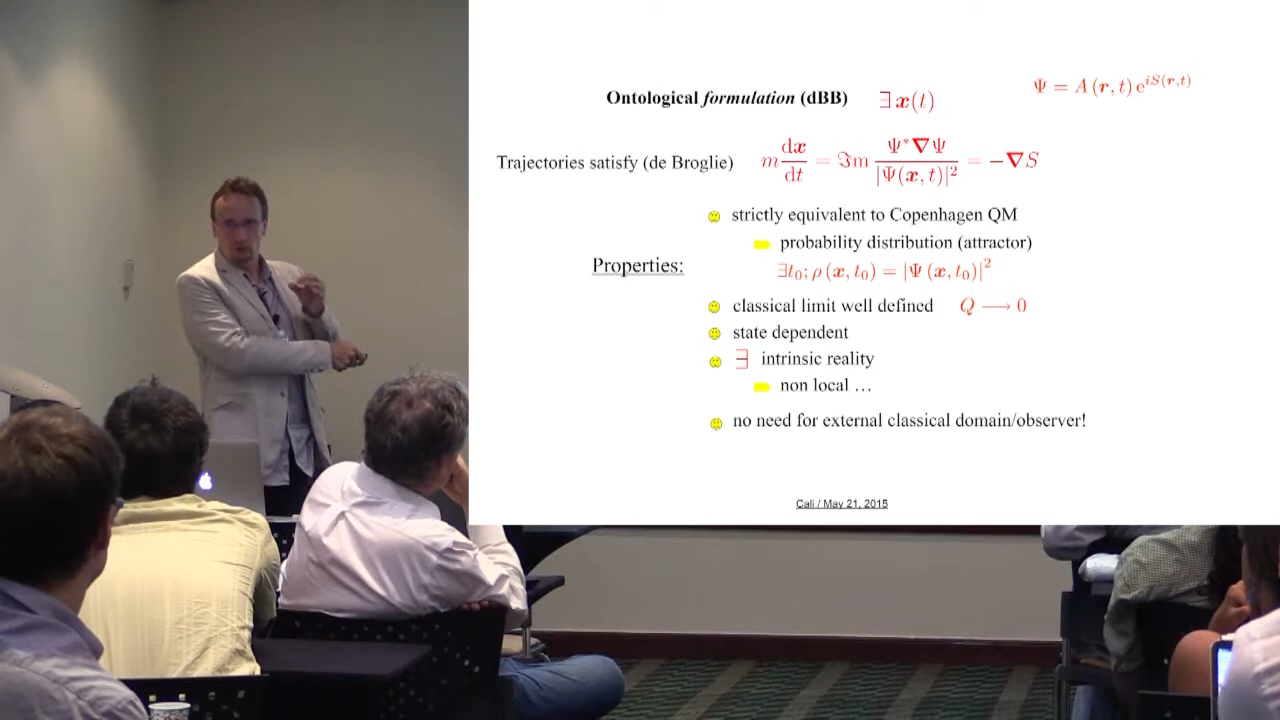 Ontological formulation (dBB) ∃ x(t) Ψ = A (r, t) e^{iS(r,t)}
Trajectories satisfy (de Broglie) m dx/dt = ℑm Ψ*∇Ψ/|Ψ(x, t)|² = −∇S
strictly equivalent to Copenhagen QM
probability distribution (attractor)
Properties: ∃t₀; ρ (x, t₀) = |Ψ (x, t₀)|²
classical limit well defined Q ⟶ 0
state dependent
∃ intrinsic reality
non local ...
no need for external classical domain/observer!
Cali / May 21, 2015